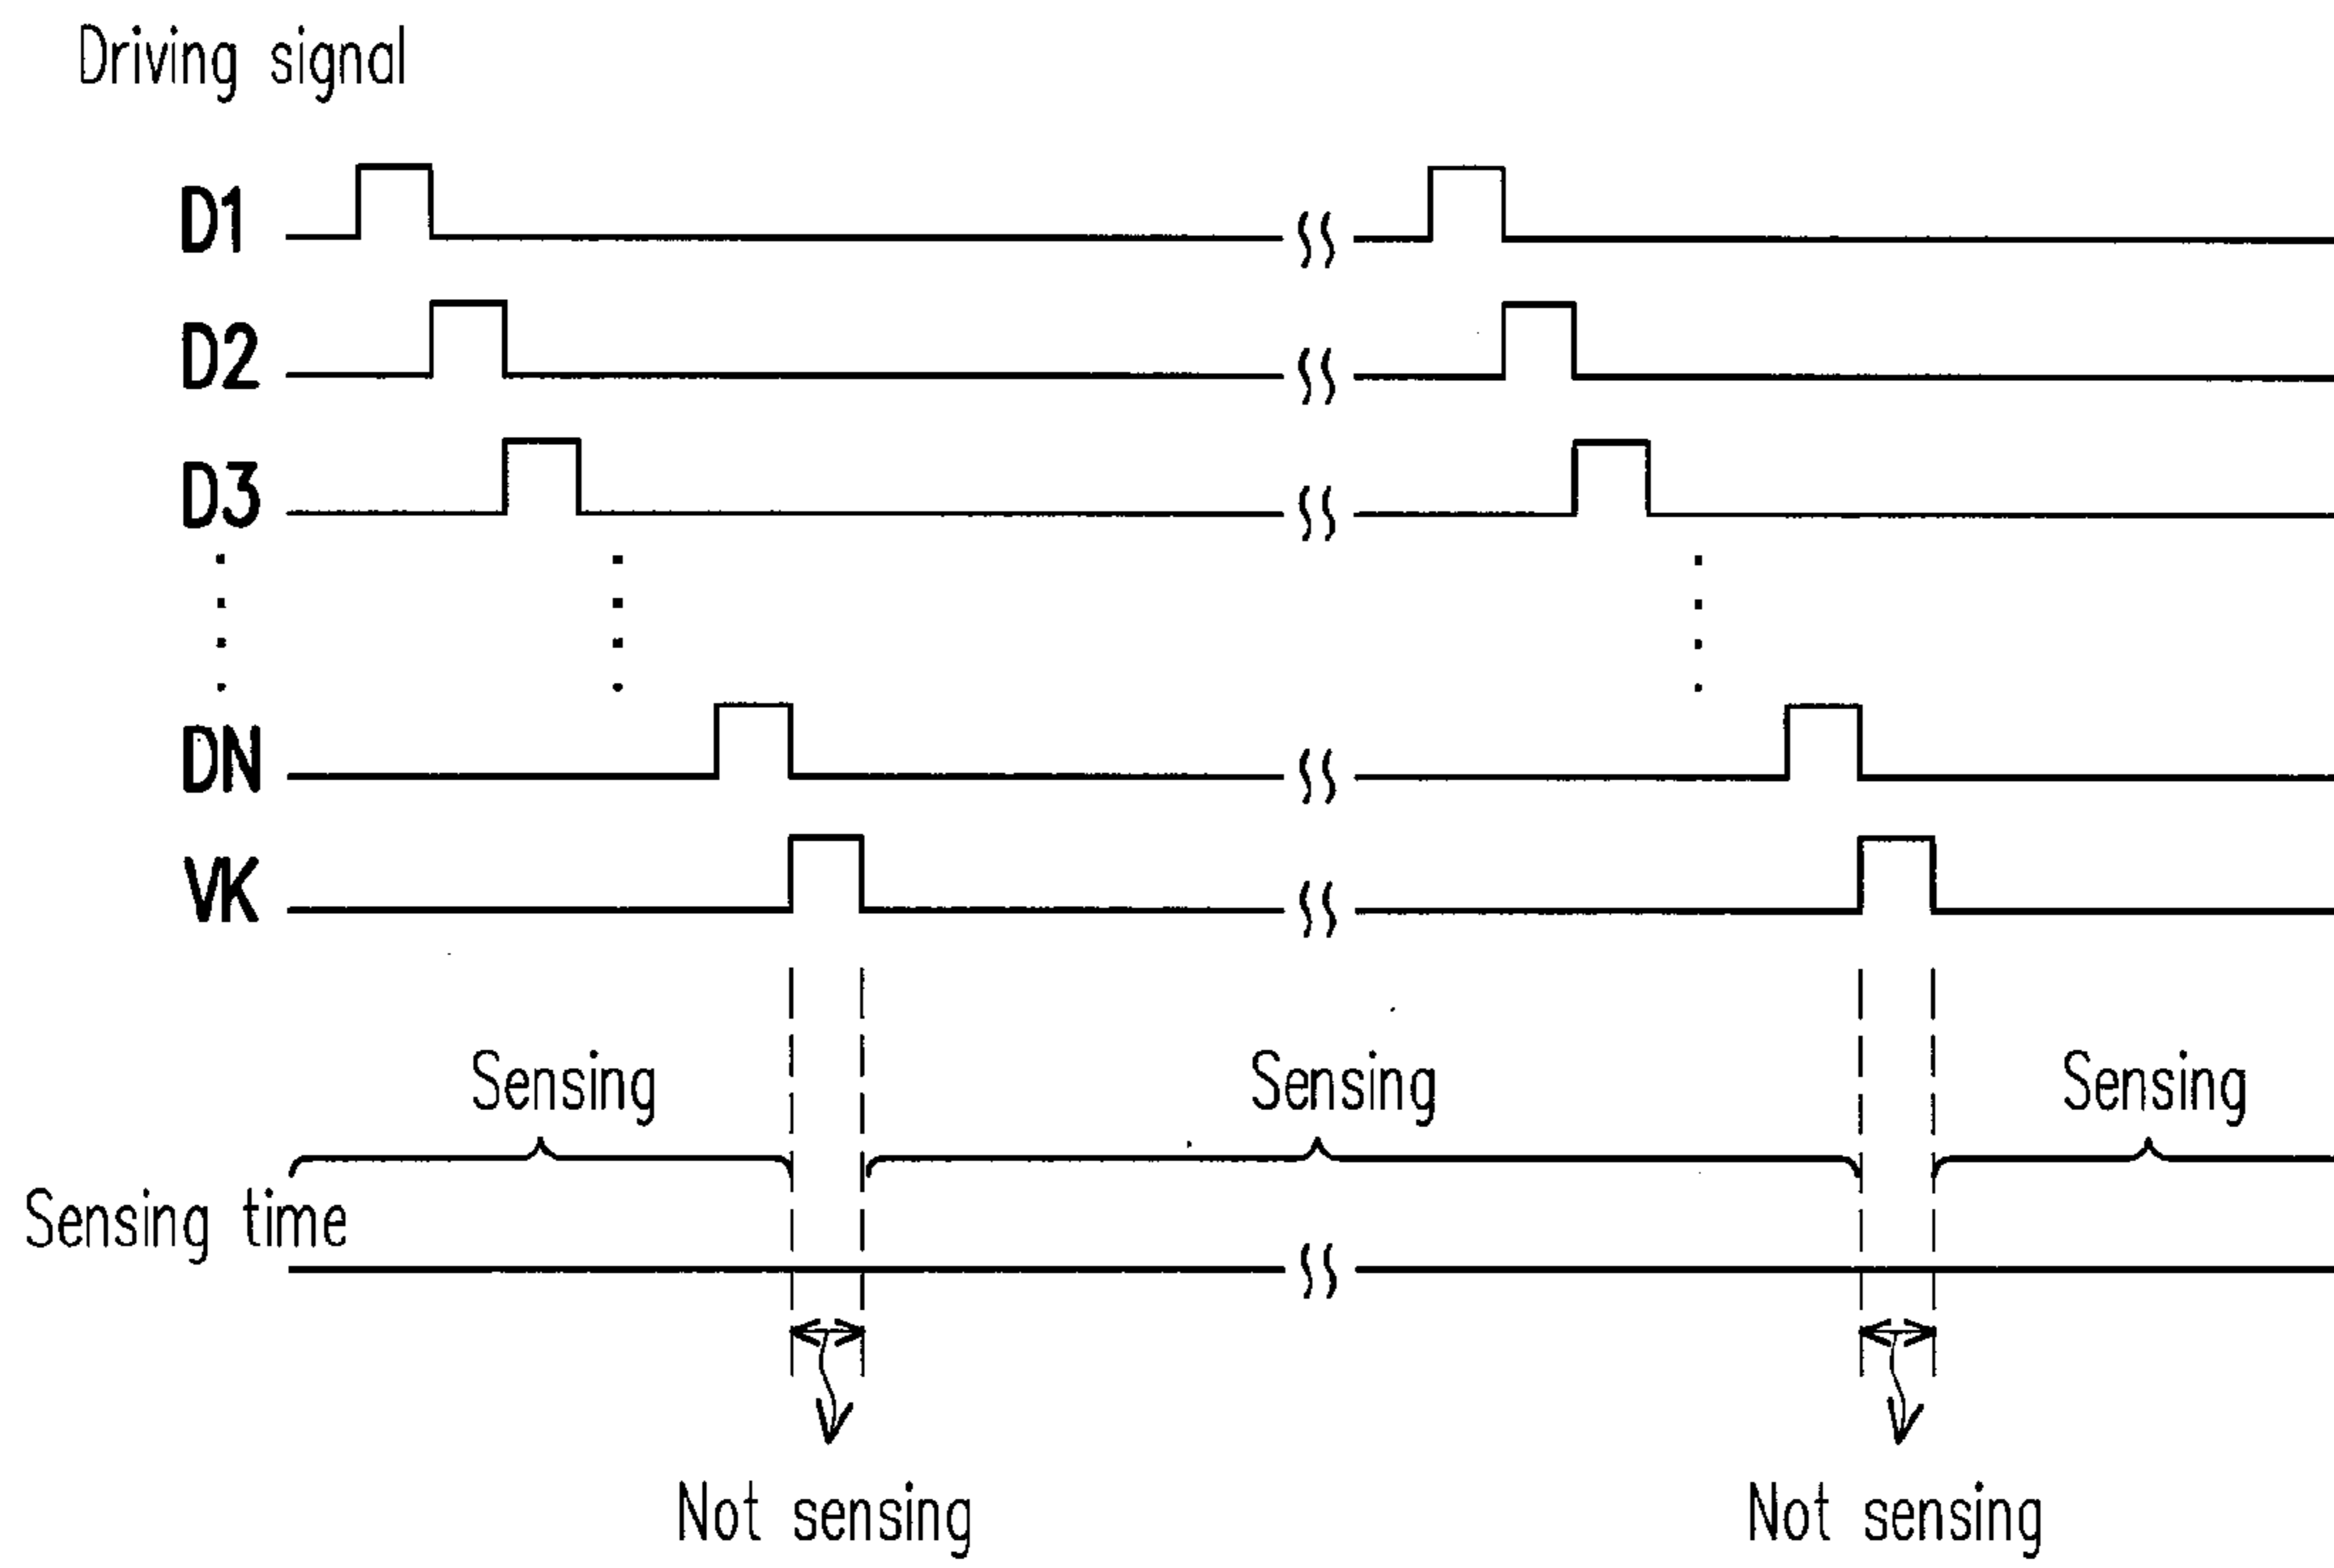 Driving signal
D1
D2
D3
DN
VK
Sensing Sensing Sensing
Sensing time
Not sensing Not sensing